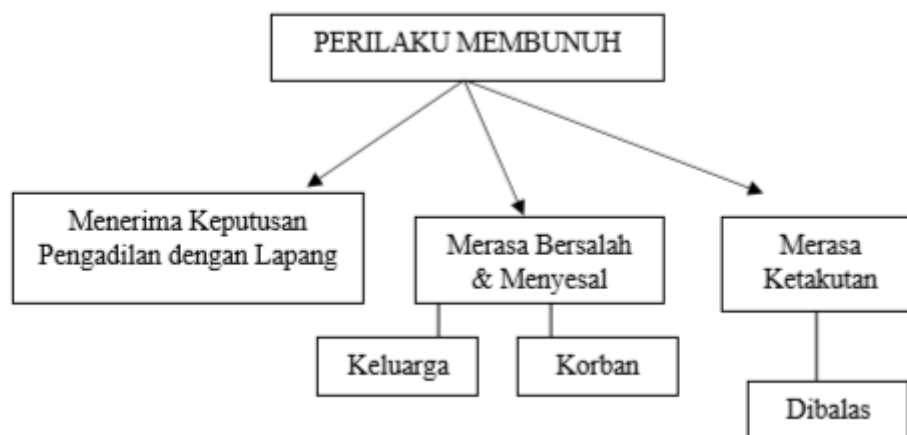 PERILAKU MEMBUNUH
Menerima Keputusan
Pengadilan dengan Lapang
Merasa Bersalah
& Menyesal
Merasa
Ketakutan
Keluarga
Korban
Dibalas